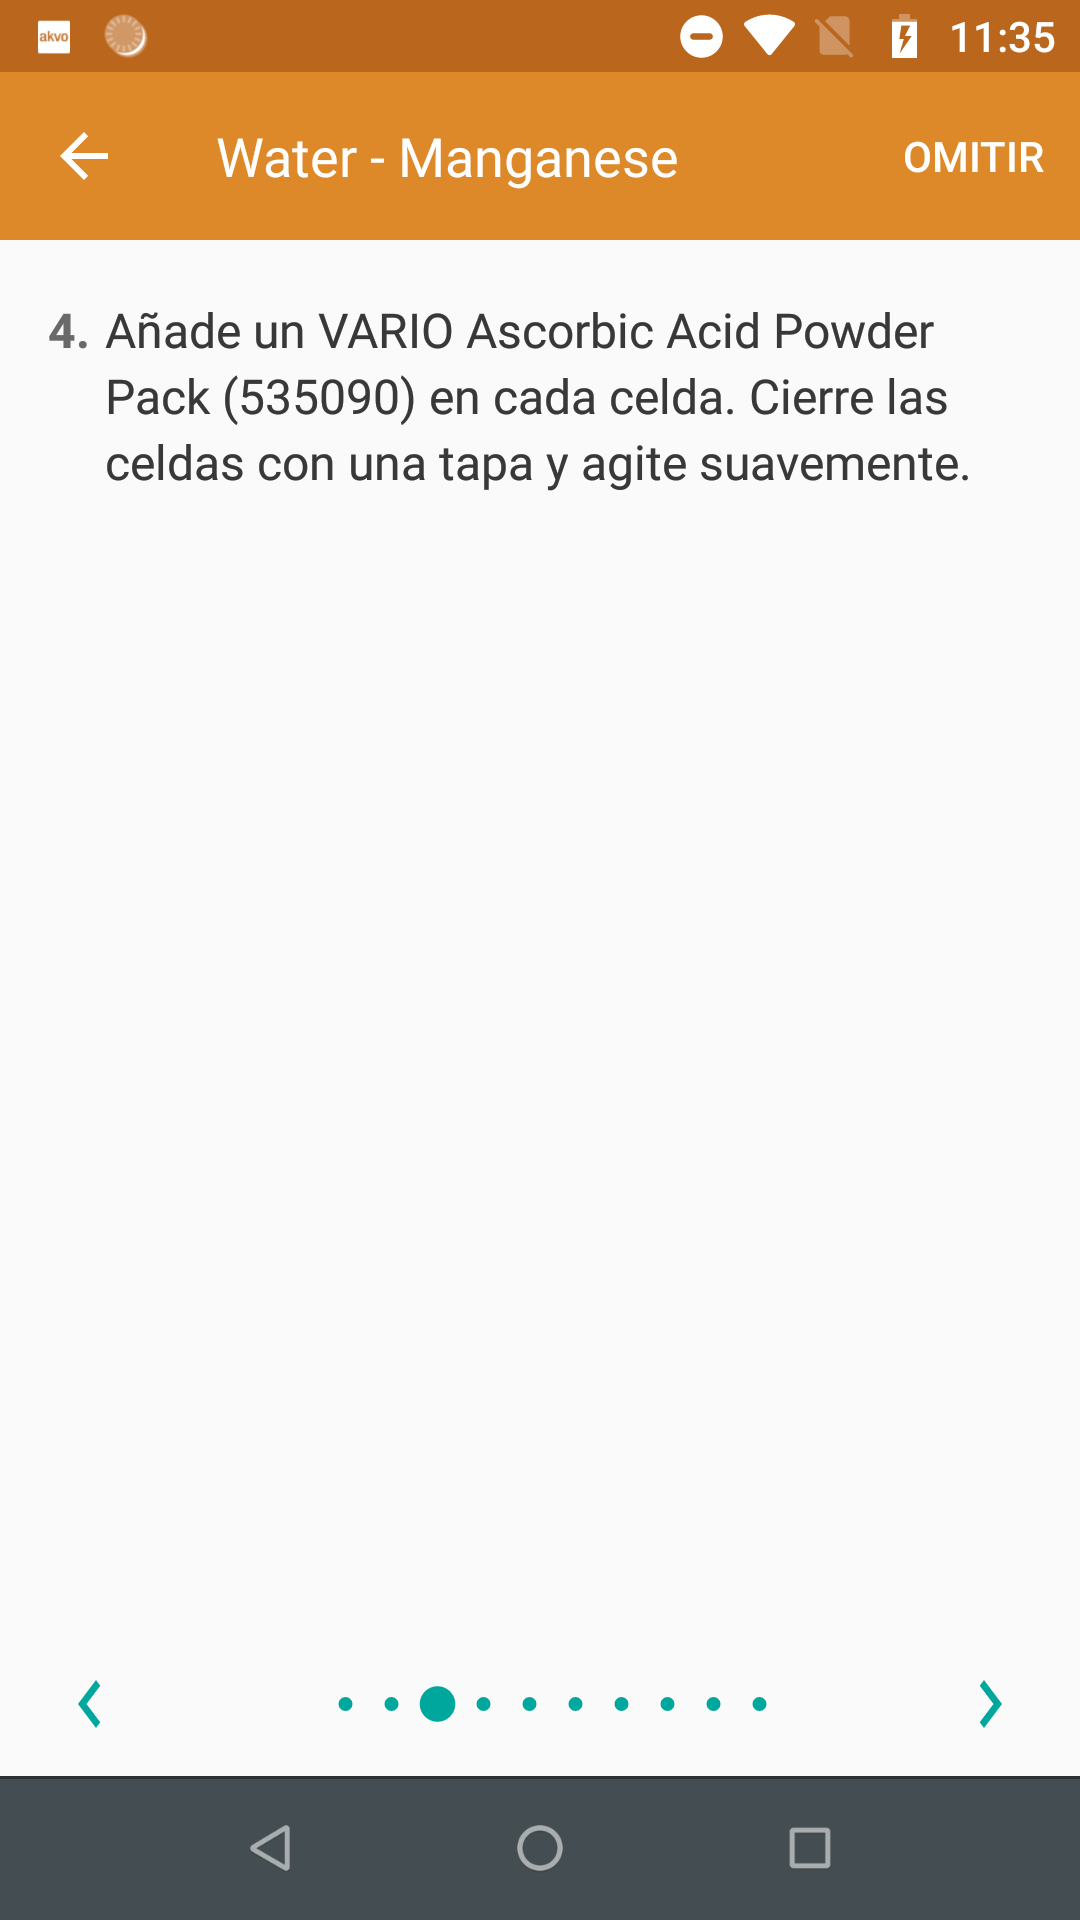 akvo
11:35
Water - Manganese
OMITIR
4. Añade un VARIO Ascorbic Acid Powder
Pack (535090) en cada celda. Cierre las
celdas con una tapa y agite suavemente.